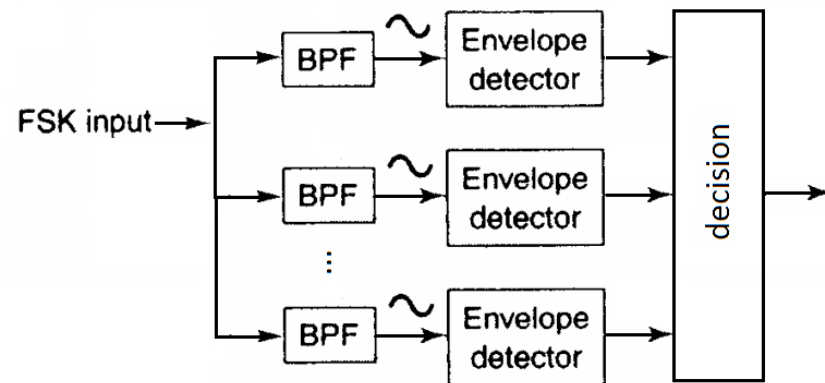 BPF
Envelope
detector
FSK input
BPF
Envelope
detector
decision
...
BPF
Envelope
detector